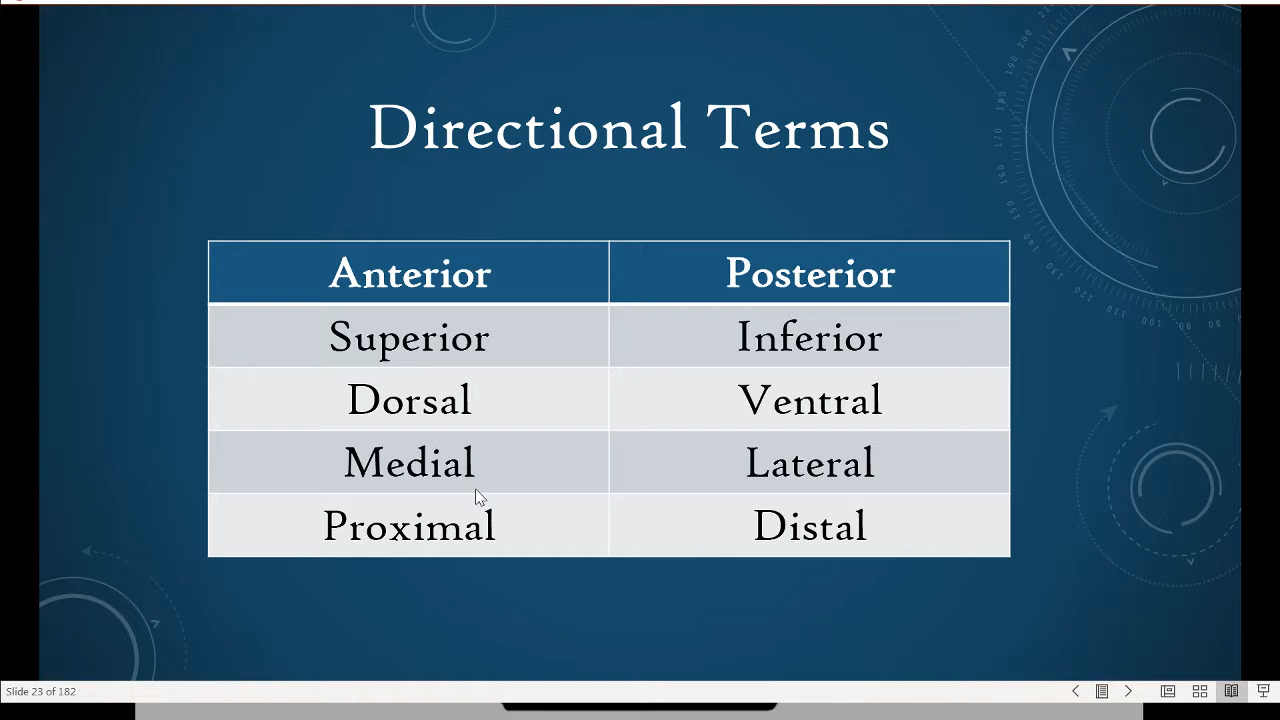 Directional Terms
Anterior Posterior
Superior Inferior
Dorsal Ventral
Medial Lateral
Proximal Distal
Slide 23 of 182